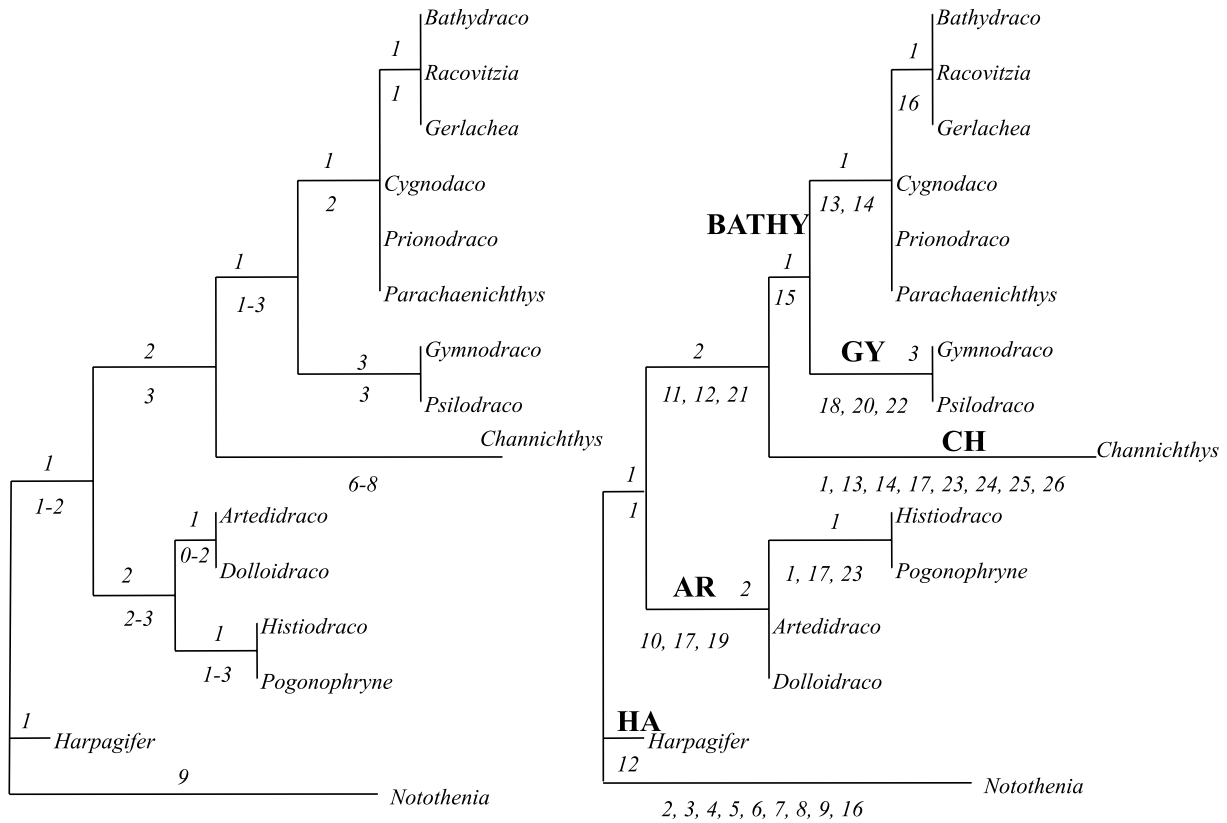 Bathydraco
1
Racovitzia
1
Gerlachea
1
Cygnodaco
2
Prionodraco
1
Parachaenichthys
1-3
Gymnodraco
2
3
3
3
Psilodraco
Channichthys
1
6-8
1-2
Artedidraco
1
0-2
Dolloidraco
2
2-3
Histiodraco
1
1-3
Pogonophryne
1
Harpagifer
9
Notothenia
Bathydraco
1
Racovitzia
16
Gerlachea
1
Cygnodaco
13, 14
BATHY
Prionodraco
1
15
Parachaenichthys
GY
3
Gymnodraco
2
11, 12, 21
18, 20, 22
Psilodraco
CH
Channichthys
1
1, 13, 14, 17, 23, 24, 25, 26
1
Histiodraco
1
1, 17, 23
Pogonophryne
AR
2
10, 17, 19
Artedidraco
Dolloidraco
HA
Harpagifer
12
Notothenia
2, 3, 4, 5, 6, 7, 8, 9, 16